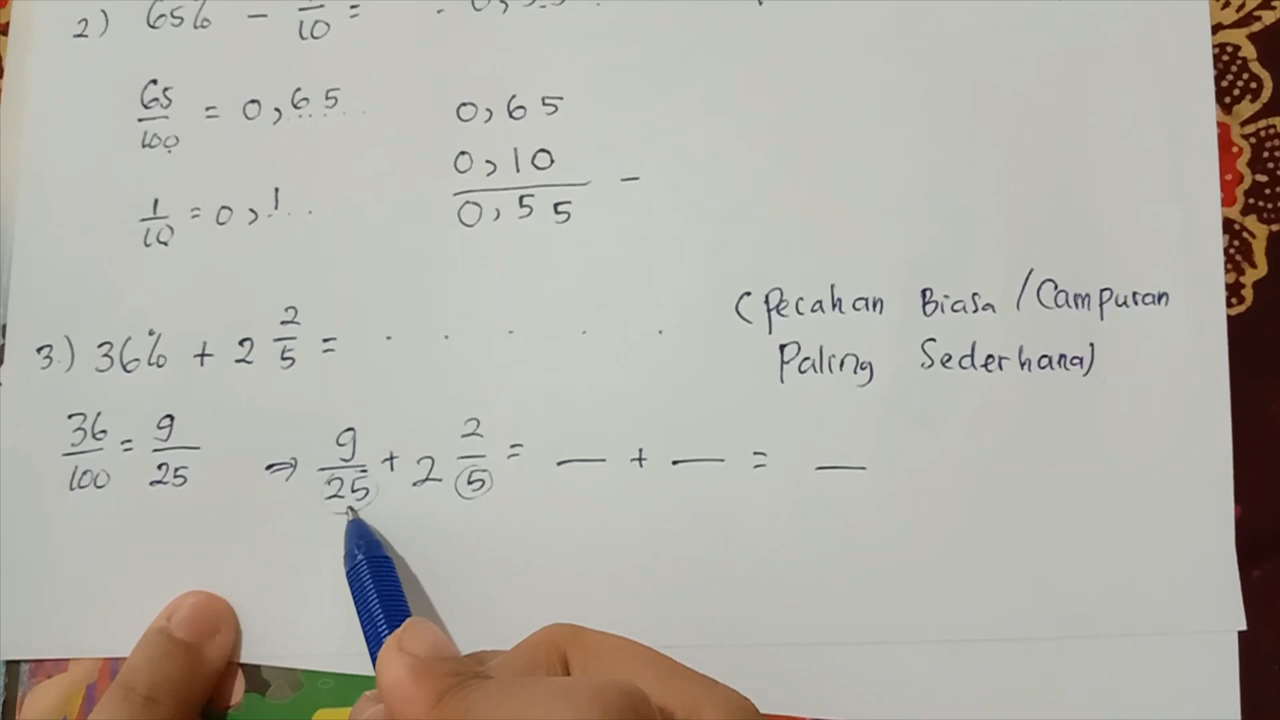 2) 65% - 1/10 =
65/100 = 0,65
0,65
0,10
-
0,55
1/10 = 0,1
(Pecahan Biasa / Campuran
Paling Sederhana)
3.) 36% + 2 2/5 = . . . . .
36/100 = 9/25 ⇒ 9/25 + 2 2/5 = — + — = —